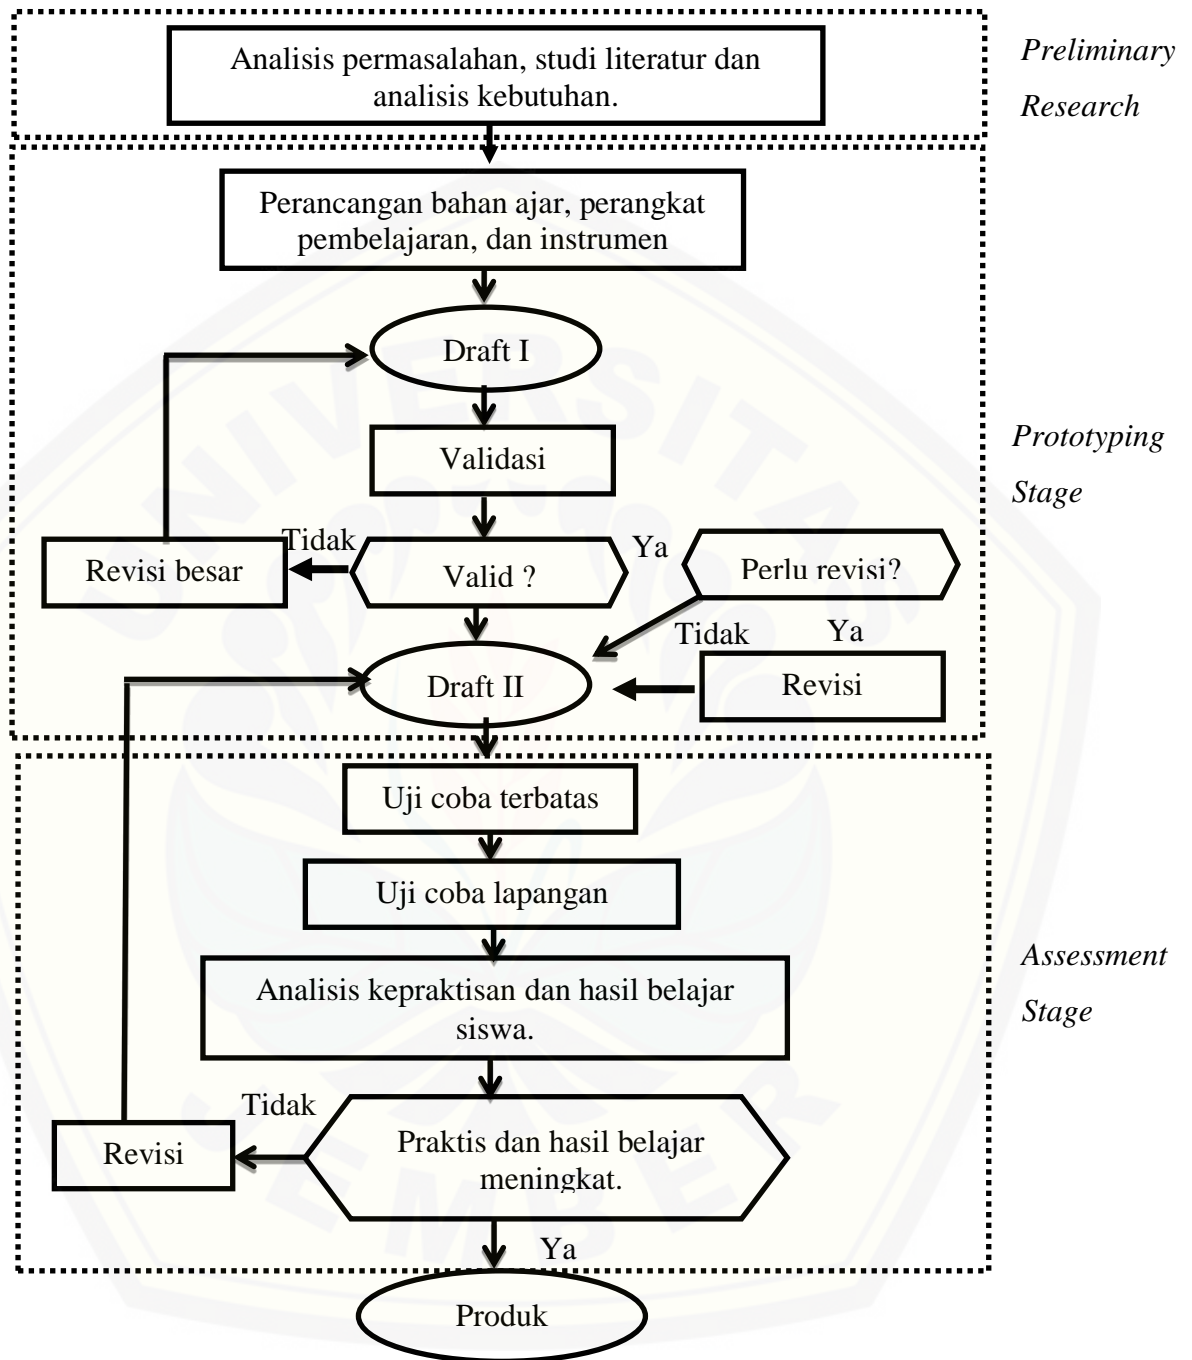 Analisis permasalahan, studi literatur dan
analisis kebutuhan.
Preliminary
Research
Perancangan bahan ajar, perangkat
pembelajaran, dan instrumen
Draft I
Validasi
Prototyping
Stage
Tidak
Ya
Revisi besar
Valid ?
Perlu revisi?
Tidak
Ya
Draft II
Revisi
Uji coba terbatas
Uji coba lapangan
Analisis kepraktisan dan hasil belajar
siswa.
Assessment
Stage
Tidak
Revisi
Praktis dan hasil belajar
meningkat.
Ya
Produk
UNIVERSITAS
JEMBER